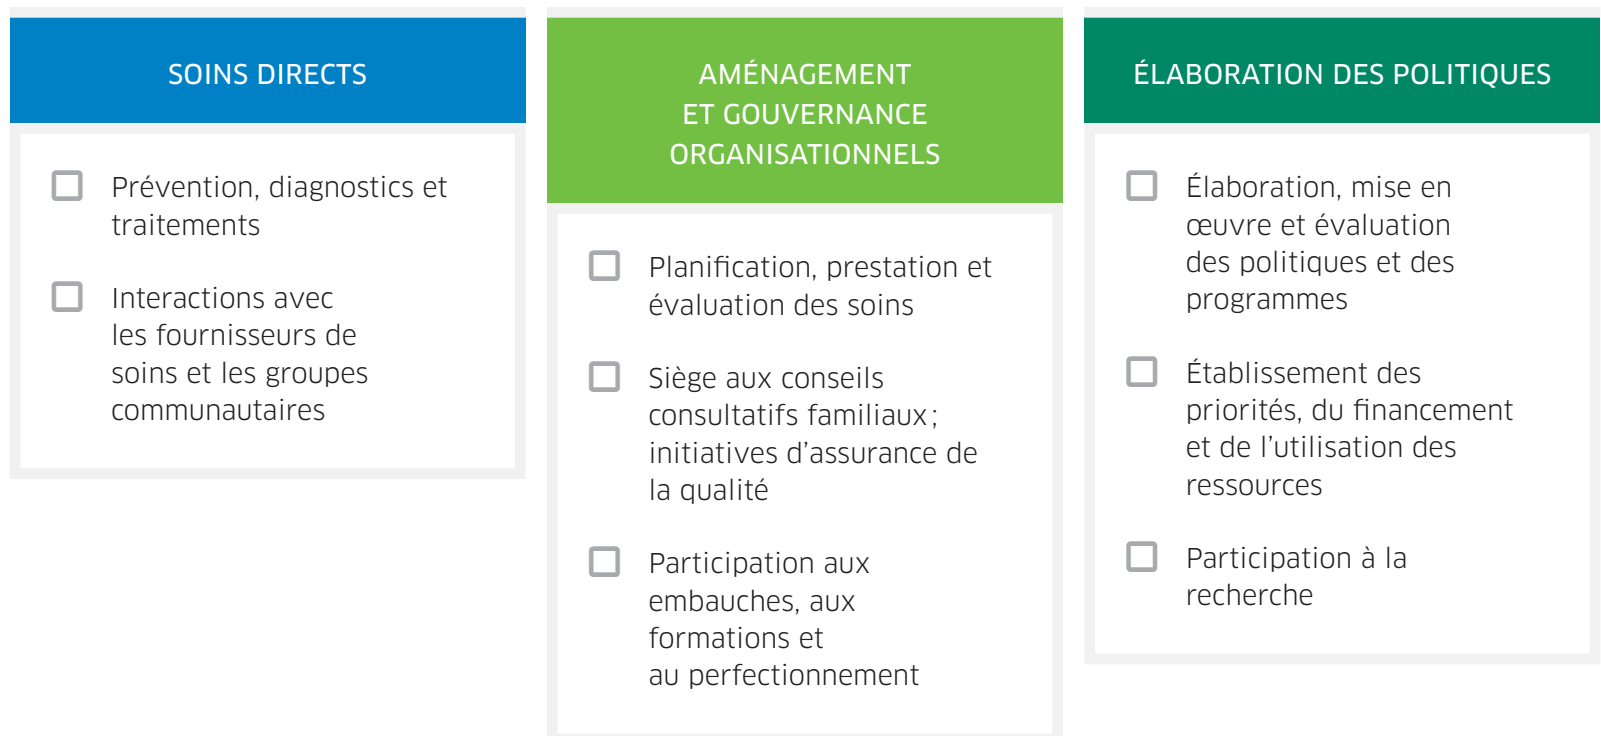 SOINS DIRECTS
Prévention, diagnostics et
traitements
Interactions avec
les fournisseurs de
soins et les groupes
communautaires
AMÉNAGEMENT
ET GOUVERNANCE
ORGANISATIONNELS
Planification, prestation et
évaluation des soins
Siège aux conseils
consultatifs familiaux ;
initiatives d’assurance de
la qualité
Participation aux
embauches, aux
formations et
au perfectionnement
ÉLABORATION DES POLITIQUES
Élaboration, mise en
œuvre et évaluation
des politiques et des
programmes
Établissement des
priorités, du financement
et de l’utilisation des
ressources
Participation à la
recherche